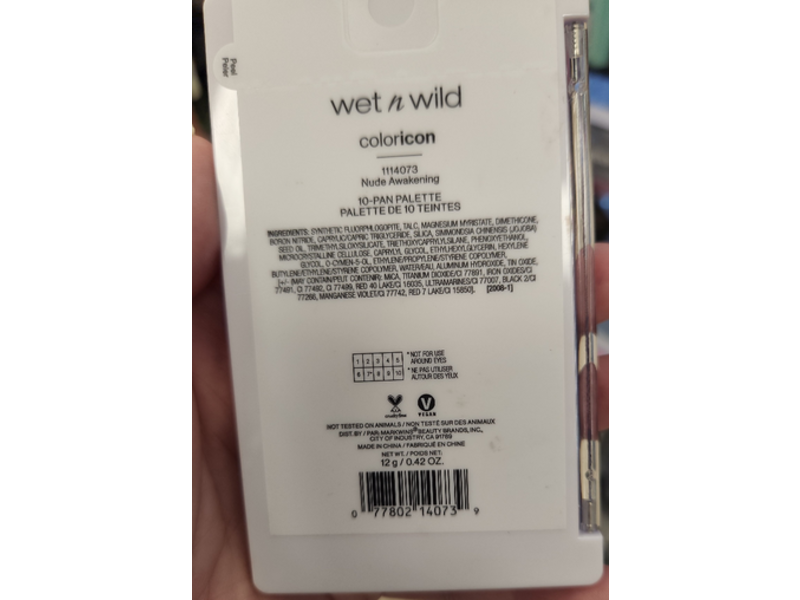 Peel
Peler
wet n wild
coloricon
1114073
Nude Awakening
10-PAN PALETTE
PALETTE DE 10 TEINTES
INGREDIENTS: SYNTHETIC FLUORPHLOGOPITE, TALC, MAGNESIUM MYRISTATE, DIMETHICONE,
BORON NITRIDE, CAPRYLIC/CAPRIC TRIGLYCERIDE, SILICA, SIMMONDSIA CHINENSIS (JOJOBA)
SEED OIL, TRIMETHYLSILOXYSILICATE, TRIETHOXYCAPRYLYLSILANE, PHENOXYETHANOL,
MICROCRYSTALLINE CELLULOSE, CAPRYLYL GLYCOL, ETHYLHEXYLGLYCERIN, HEXYLENE
GLYCOL, O-CYMEN-5-OL, ETHYLENE/PROPYLENE/STYRENE COPOLYMER,
BUTYLENE/ETHYLENE/STYRENE COPOLYMER, WATER/EAU, ALUMINUM HYDROXIDE, TIN OXIDE,
[+/- (MAY CONTAIN/PEUT CONTENIR): MICA, TITANIUM DIOXIDE/CI 77891, IRON OXIDES/CI
77491, CI 77492, CI 77499, RED 40 LAKE/CI 16035, ULTRAMARINES/CI 77007, BLACK 2/CI
77266, MANGANESE VIOLET/CI 77742, RED 7 LAKE/CI 15850]. [2006-1]
1 2 3 4 5
6 7* 8 9 10
*NOT FOR USE
AROUND EYES
*NE PAS UTILISER
AUTOUR DES YEUX
crueltyfree
VEGAN
NOT TESTED ON ANIMALS / NON TESTÉ SUR DES ANIMAUX
DIST. BY / PAR: MARKWINS® BEAUTY BRANDS, INC.,
CITY OF INDUSTRY, CA 91789
MADE IN CHINA / FABRIQUÉ EN CHINE
NET WT. / POIDS NET:
12 g / 0.42 OZ.
0 77802 14073 9